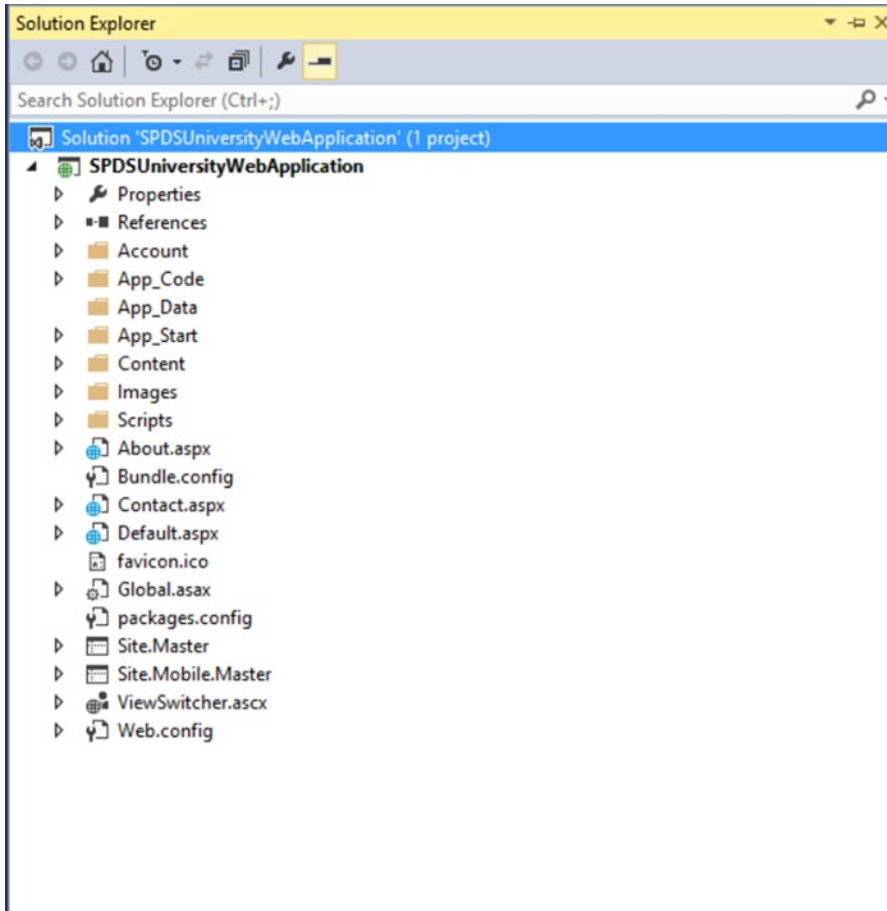 Solution Explorer
Search Solution Explorer (Ctrl+;)
Solution 'SPDSUniversityWebApplication' (1 project)
SPDSUniversityWebApplication
Properties
References
Account
App_Code
App_Data
App_Start
Content
Images
Scripts
About.aspx
Bundle.config
Contact.aspx
Default.aspx
favicon.ico
Global.asax
packages.config
Site.Master
Site.Mobile.Master
ViewSwitcher.ascx
Web.config